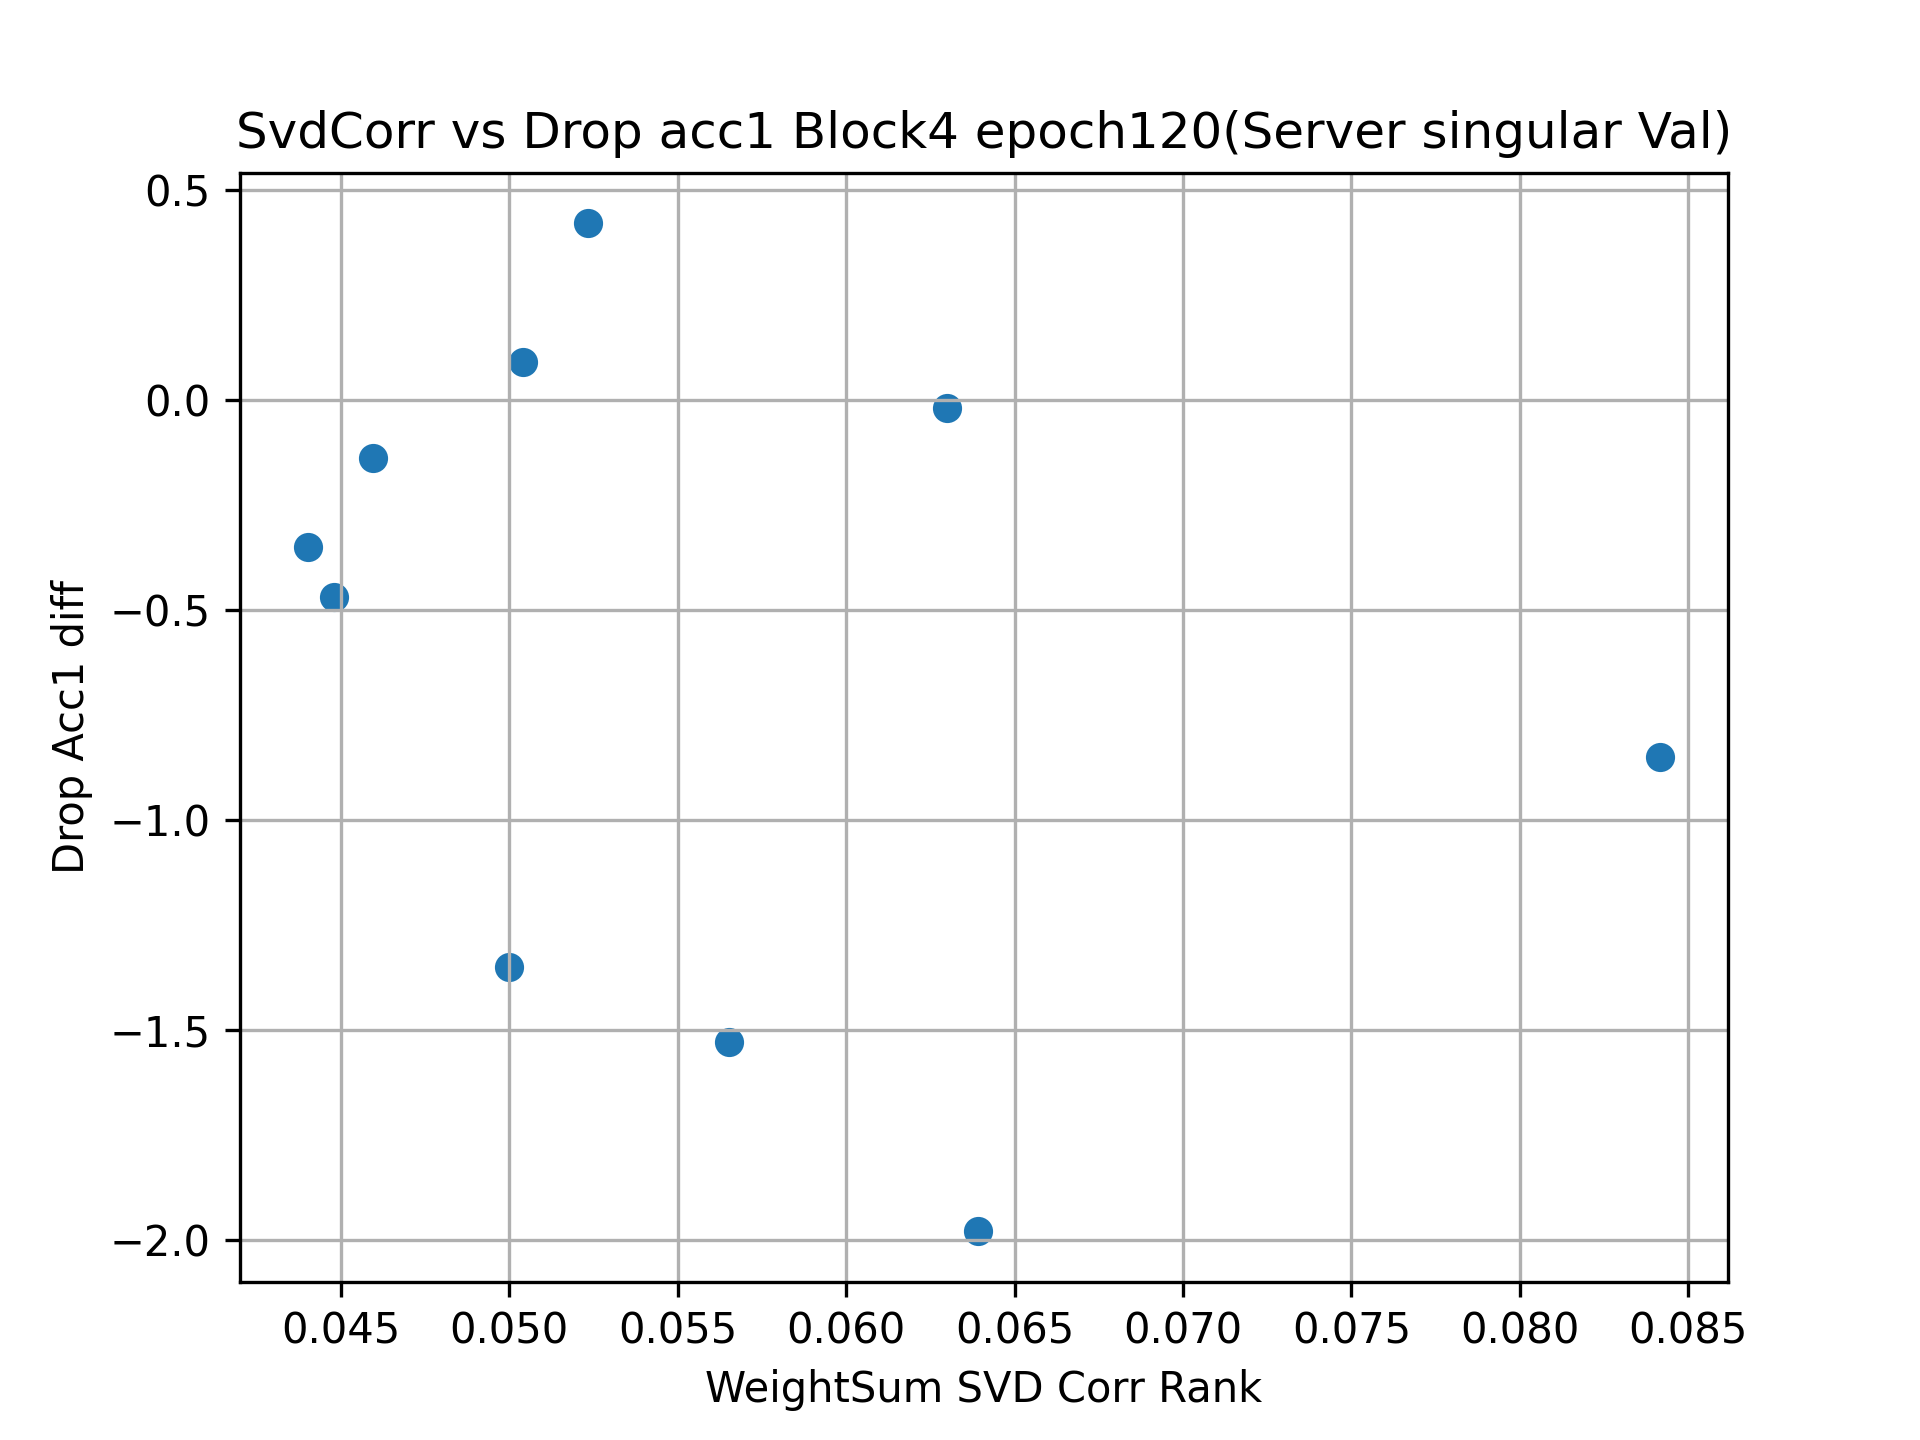 SvdCorr vs Drop acc1 Block4 epoch120(Server singular Val)
0.5
0.0
−0.5
−1.0
−1.5
−2.0
Drop Acc1 diff
0.045 0.050 0.055 0.060 0.065 0.070 0.075 0.080 0.085
WeightSum SVD Corr Rank